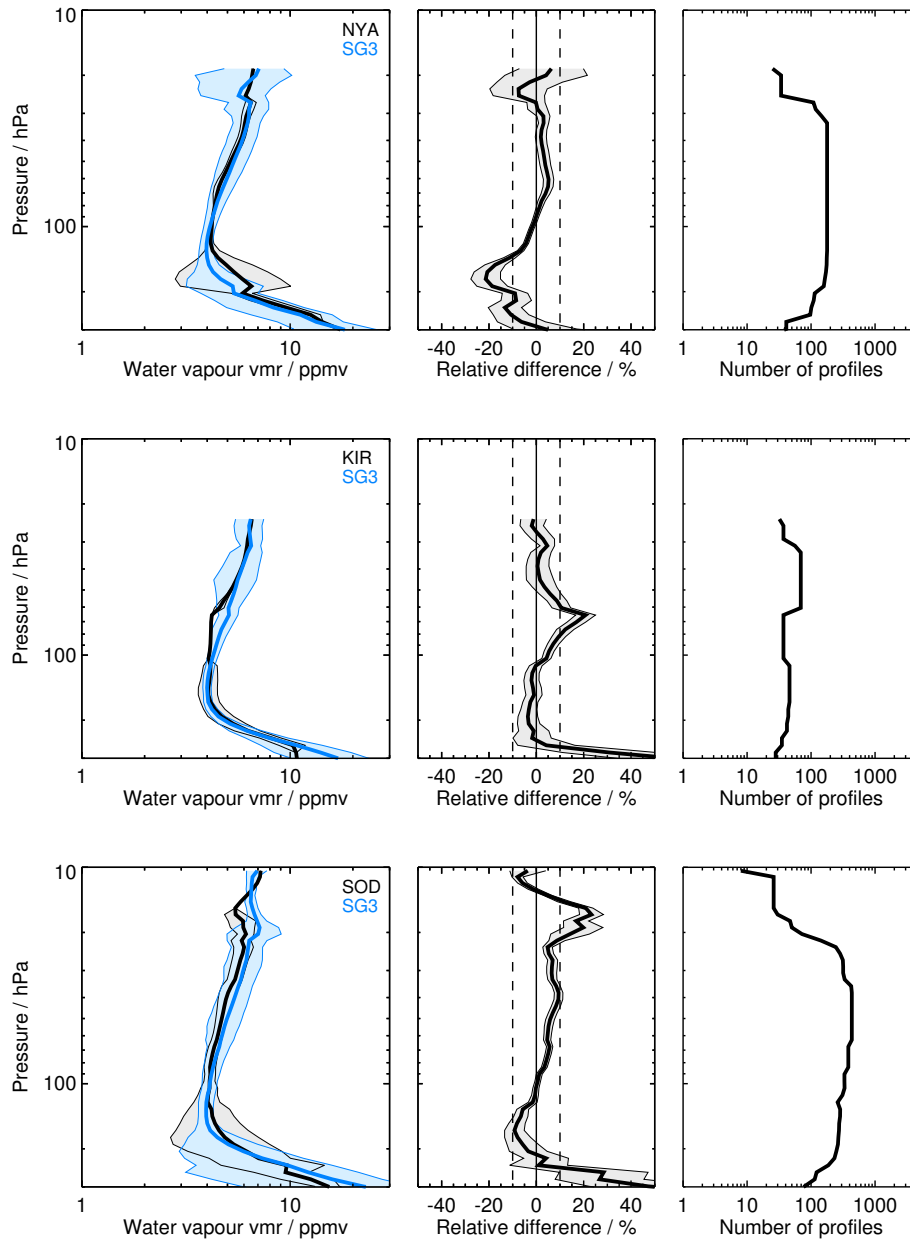 10
100
Pressure / hPa
NYA
SG3
1 10
Water vapour vmr / ppmv
-40 -20 0 20 40
Relative difference / %
1 10 100 1000
Number of profiles
10
100
Pressure / hPa
KIR
SG3
1 10
Water vapour vmr / ppmv
-40 -20 0 20 40
Relative difference / %
1 10 100 1000
Number of profiles
10
100
Pressure / hPa
SOD
SG3
1 10
Water vapour vmr / ppmv
-40 -20 0 20 40
Relative difference / %
1 10 100 1000
Number of profiles